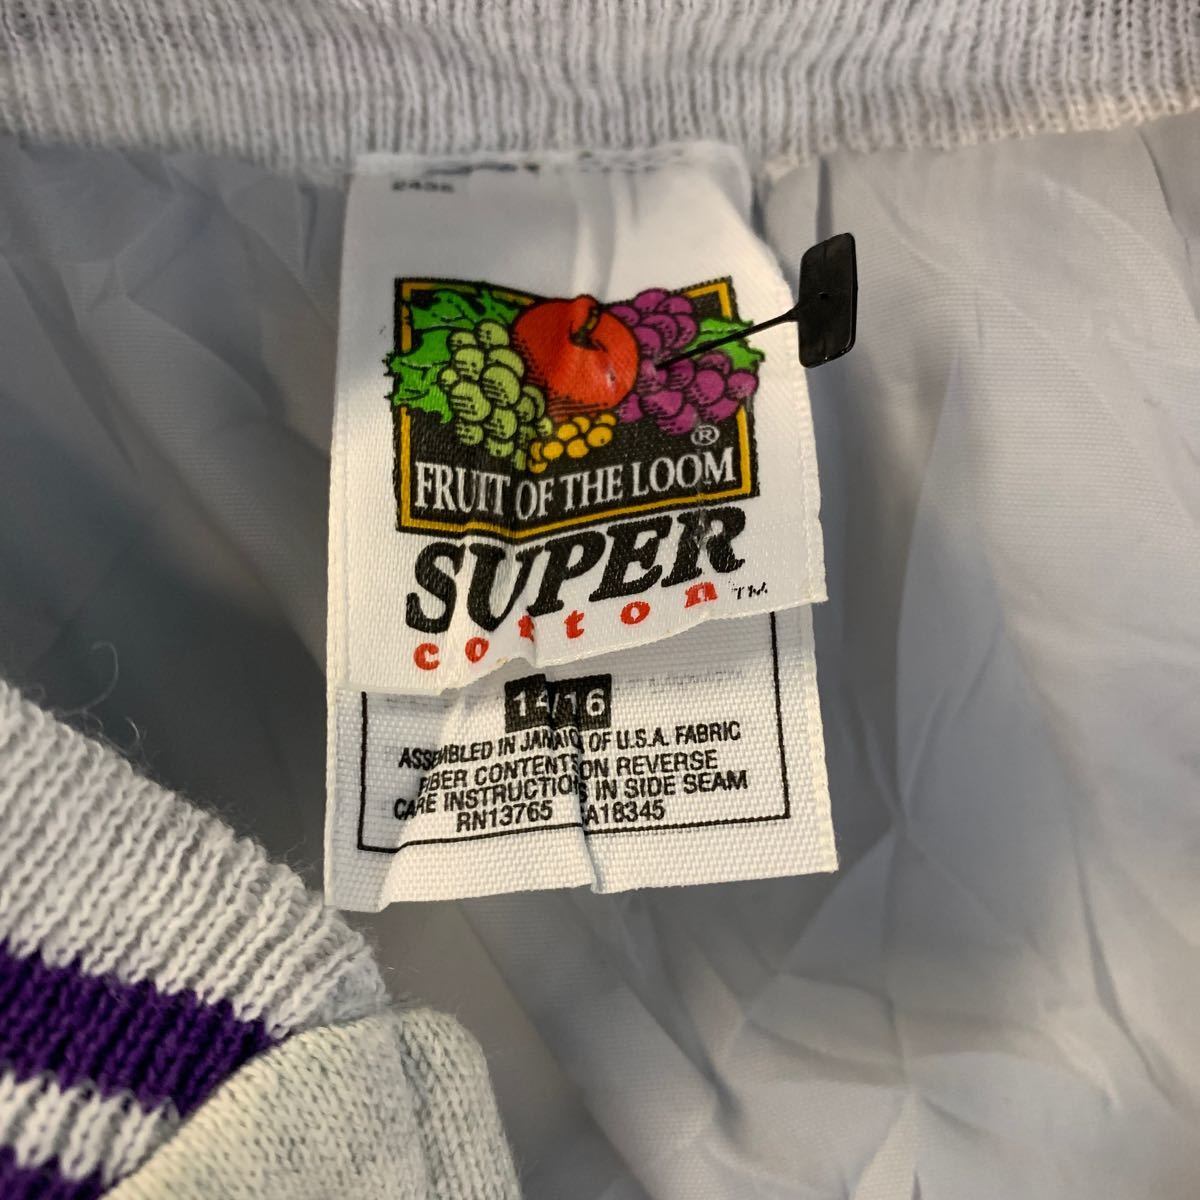 ®
FRUIT OF THE LOOM
SUPER
cotton™
14/16
ASSEMBLED IN JAMAICA OF U.S.A. FABRIC
FIBER CONTENT ON REVERSE
CARE INSTRUCTIONS IN SIDE SEAM
RN13765 CA18345